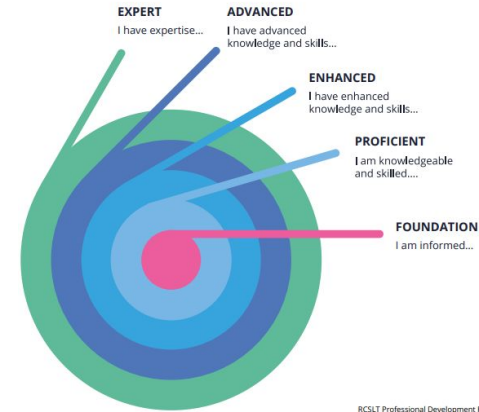 EXPERT
I have expertise...
ADVANCED
I have advanced
knowledge and skills...
ENHANCED
I have enhanced
knowledge and skills...
PROFICIENT
I am knowledgeable
and skilled....
FOUNDATION
I am informed...
RCSLT Professional Development